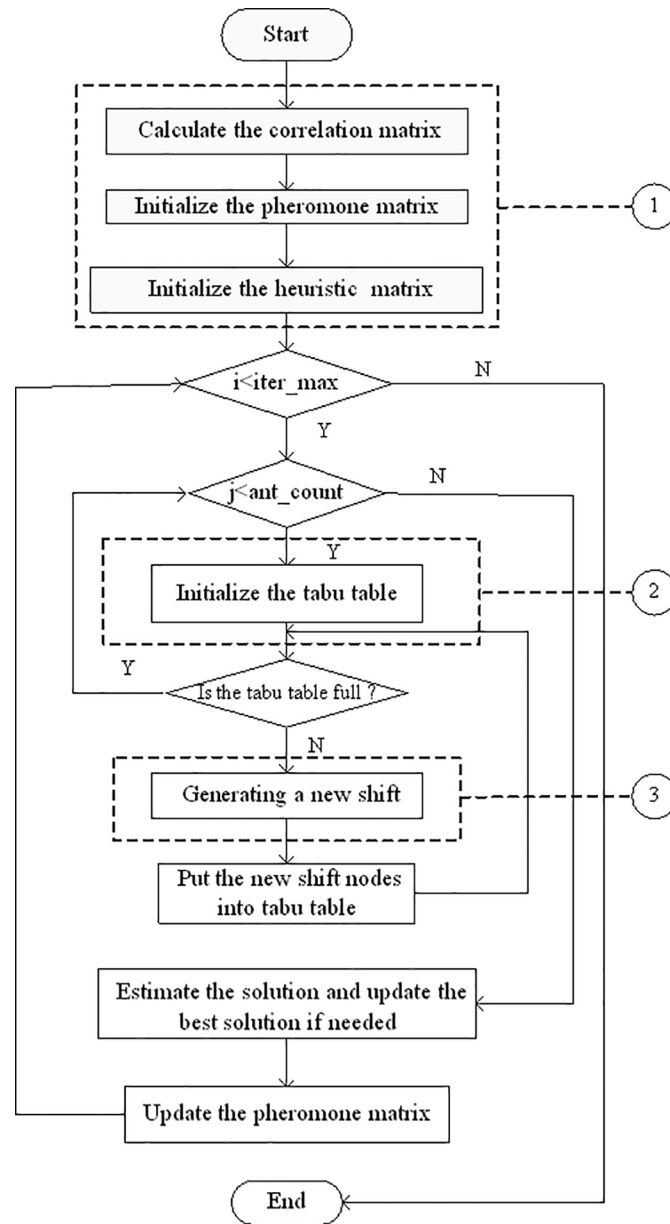 Start
Calculate the correlation matrix
Initialize the pheromone matrix
1
Initialize the heuristic matrix
i<iter_max
N
Y
j<ant_count
N
Y
Initialize the tabu table
2
Y
Is the tabu table full ?
N
Generating a new shift
3
Put the new shift nodes
into tabu table
Estimate the solution and update the
best solution if needed
Update the pheromone matrix
End